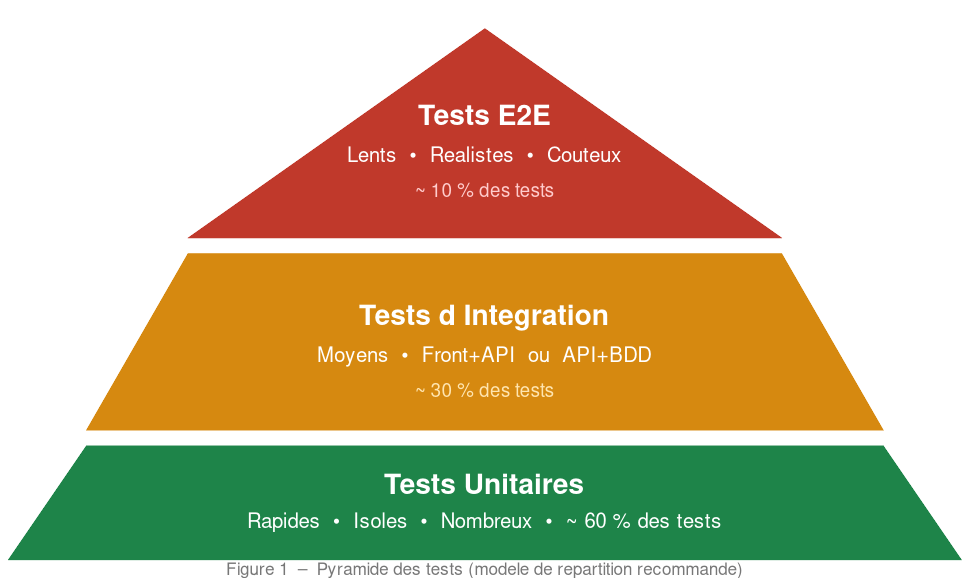 Tests E2E
Lents • Realistes • Couteux
~ 10 % des tests
Tests d Integration
Moyens • Front+API ou API+BDD
~ 30 % des tests
Tests Unitaires
Rapides • Isoles • Nombreux • ~ 60 % des tests
Figure 1 – Pyramide des tests (modele de repartition recommande)